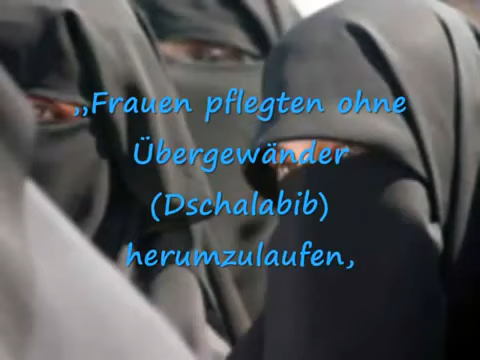 „Frauen pflegten ohne
Übergewänder
(Dschalabib)
herumzulaufen,